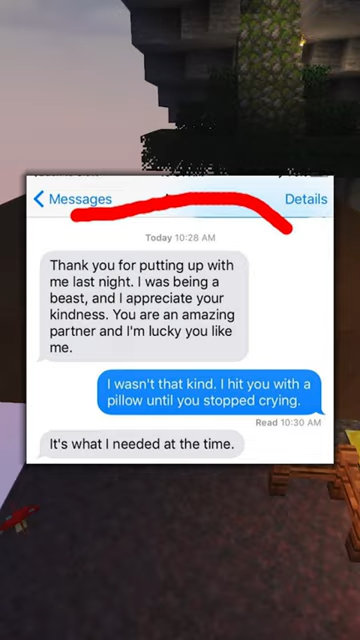 Messages
Details
Today 10:28 AM
Thank you for putting up with
me last night. I was being a
beast, and I appreciate your
kindness. You are an amazing
partner and I'm lucky you like
me.
I wasn't that kind. I hit you with a
pillow until you stopped crying.
Read 10:30 AM
It's what I needed at the time.